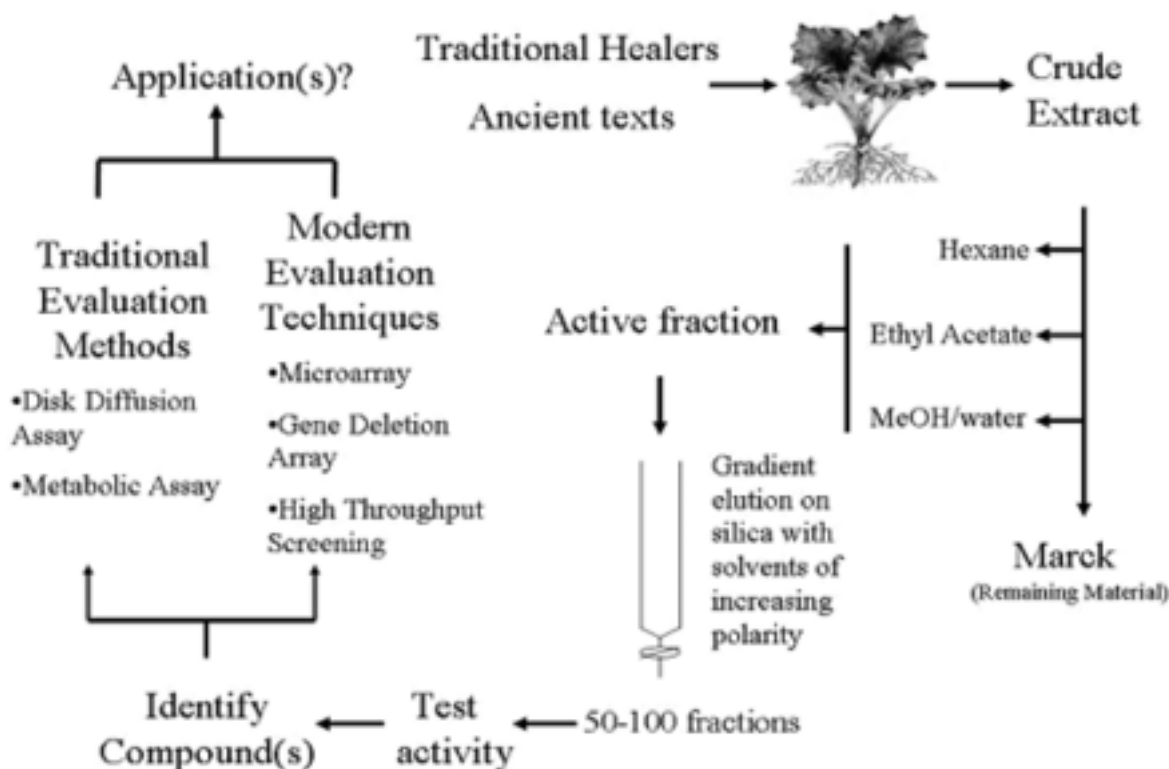 Traditional Healers
Ancient texts
Crude
Extract
Hexane
Ethyl Acetate
MeOH/water
Marck
(Remaining Material)
Active fraction
Gradient
elution on
silica with
solvents of
increasing
polarity
50-100 fractions
Test
activity
Identify
Compound(s)
Traditional
Evaluation
Methods
•Disk Diffusion
Assay
•Metabolic Assay
Modern
Evaluation
Techniques
•Microarray
•Gene Deletion
Array
•High Throughput
Screening
Application(s)?